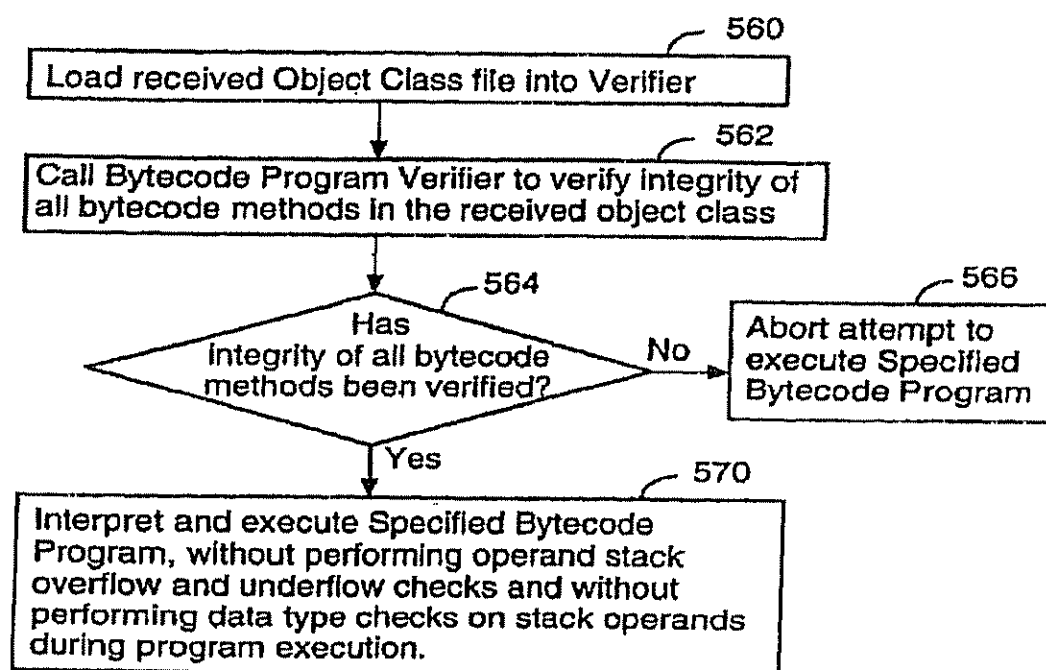 560
Load received Object Class file into Verifier
562
Call Bytecode Program Verifier to verify integrity of
all bytecode methods in the received object class
564
Has
integrity of all bytecode
methods been verified?
No
566
Abort attempt to
execute Specified
Bytecode Program
Yes
570
Interpret and execute Specified Bytecode
Program, without performing operand stack
overflow and underflow checks and without
performing data type checks on stack operands
during program execution.